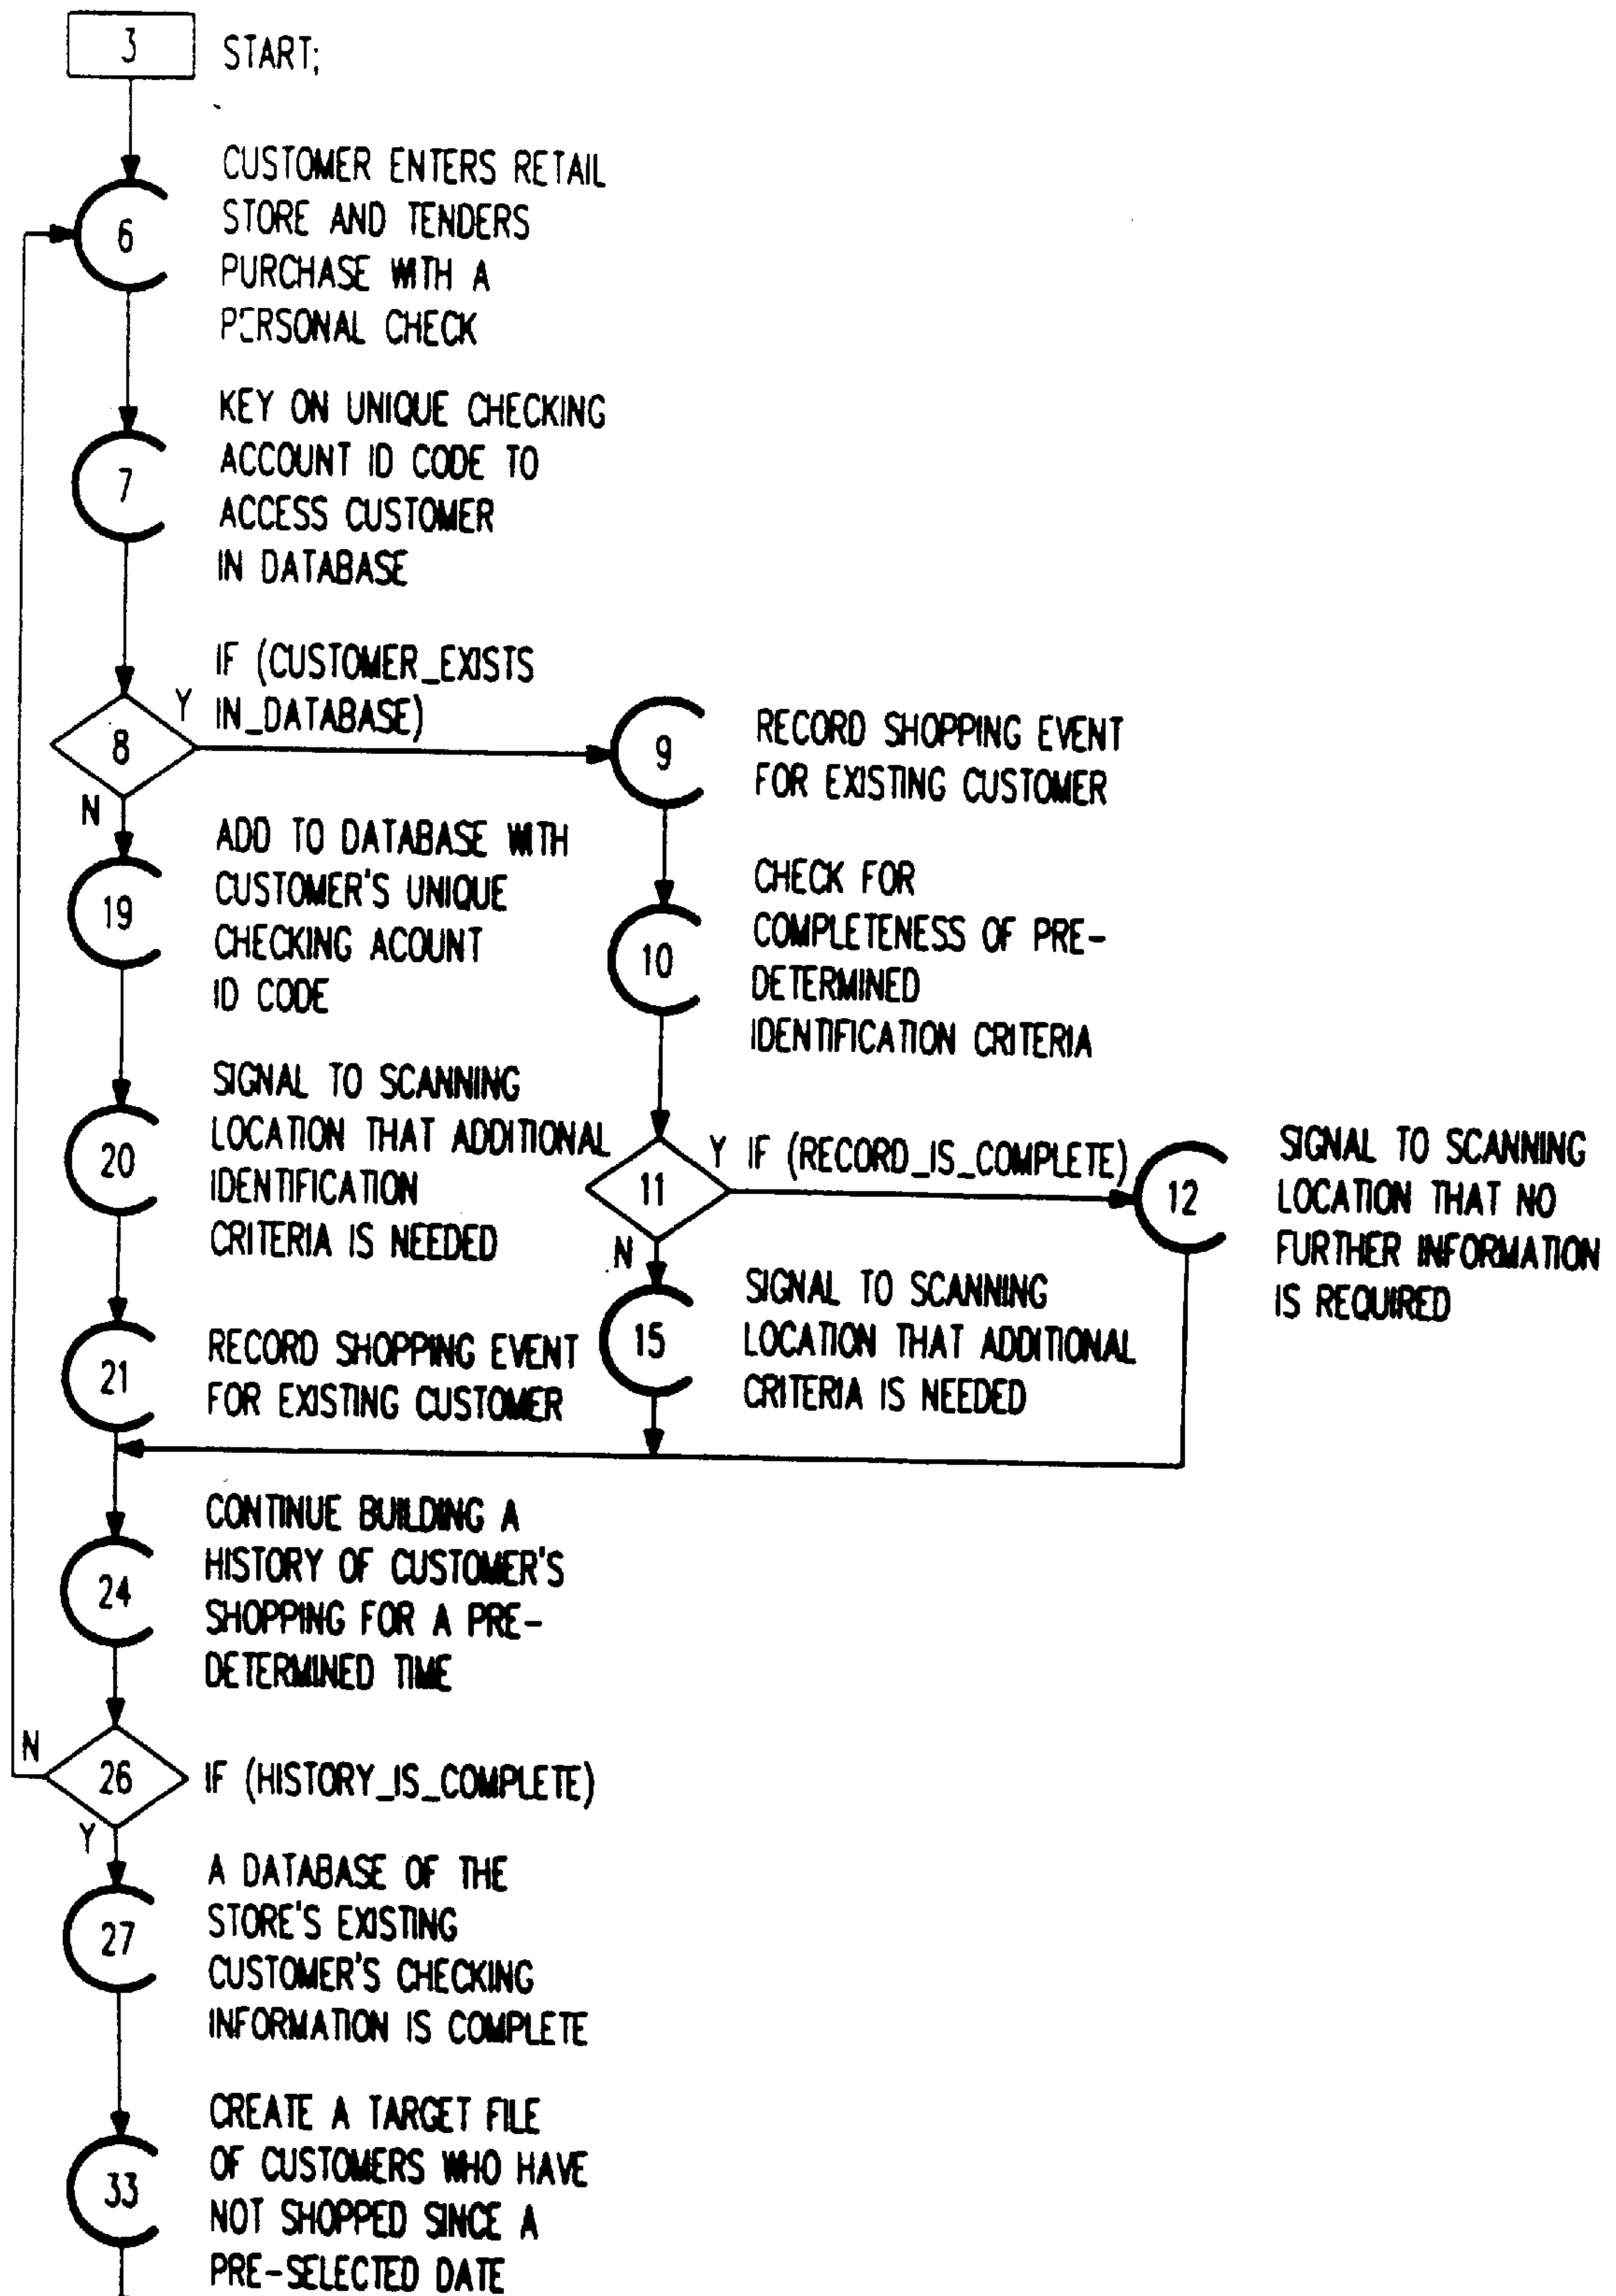 3 START;
CUSTOMER ENTERS RETAIL
STORE AND TENDERS
PURCHASE WITH A
PERSONAL CHECK
6
KEY ON UNIQUE CHECKING
ACCOUNT ID CODE TO
ACCESS CUSTOMER
IN DATABASE
7
IF (CUSTOMER_EXISTS
IN_DATABASE)
Y
8
N
9
RECORD SHOPPING EVENT
FOR EXISTING CUSTOMER
ADD TO DATABASE WITH
CUSTOMER'S UNIQUE
CHECKING ACOUNT
ID CODE
19
CHECK FOR
COMPLETENESS OF PRE-
DETERMINED
IDENTIFICATION CRITERIA
10
SIGNAL TO SCANNING
LOCATION THAT ADDITIONAL
IDENTIFICATION
CRITERIA IS NEEDED
20
Y IF (RECORD_IS_COMPLETE)
11
N
12
SIGNAL TO SCANNING
LOCATION THAT NO
FURTHER INFORMATION
IS REQUIRED
15
SIGNAL TO SCANNING
LOCATION THAT ADDITIONAL
CRITERIA IS NEEDED
21
RECORD SHOPPING EVENT
FOR EXISTING CUSTOMER
CONTINUE BUILDING A
HISTORY OF CUSTOMER'S
SHOPPING FOR A PRE-
DETERMINED TIME
24
N
26
IF (HISTORY_IS_COMPLETE)
Y
A DATABASE OF THE
STORE'S EXISTING
CUSTOMER'S CHECKING
INFORMATION IS COMPLETE
27
CREATE A TARGET FILE
OF CUSTOMERS WHO HAVE
NOT SHOPPED SINCE A
PRE-SELECTED DATE
33